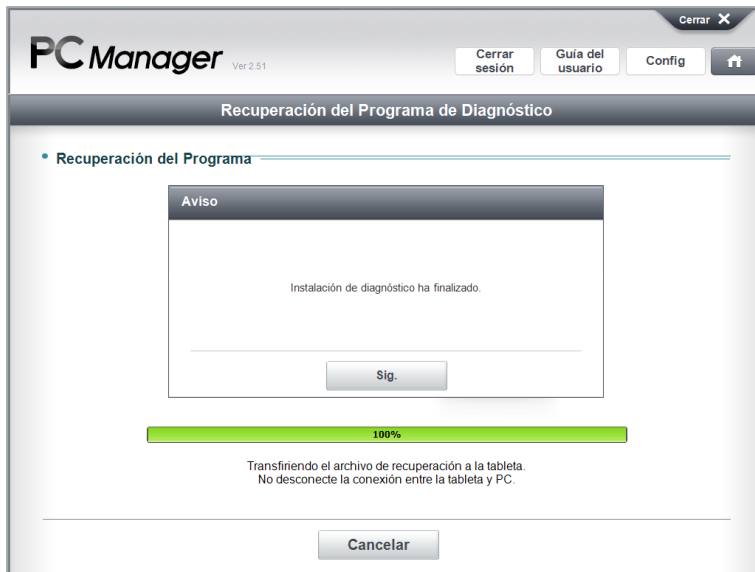 Cerrar X
PC Manager Ver 2.51
Cerrar sesión
Guía del usuario
Config
Recuperación del Programa de Diagnóstico
Recuperación del Programa
Aviso
Instalación de diagnóstico ha finalizado.
Sig.
100%
Transfiriendo el archivo de recuperación a la tableta.
No desconecte la conexión entre la tableta y PC.
Cancelar